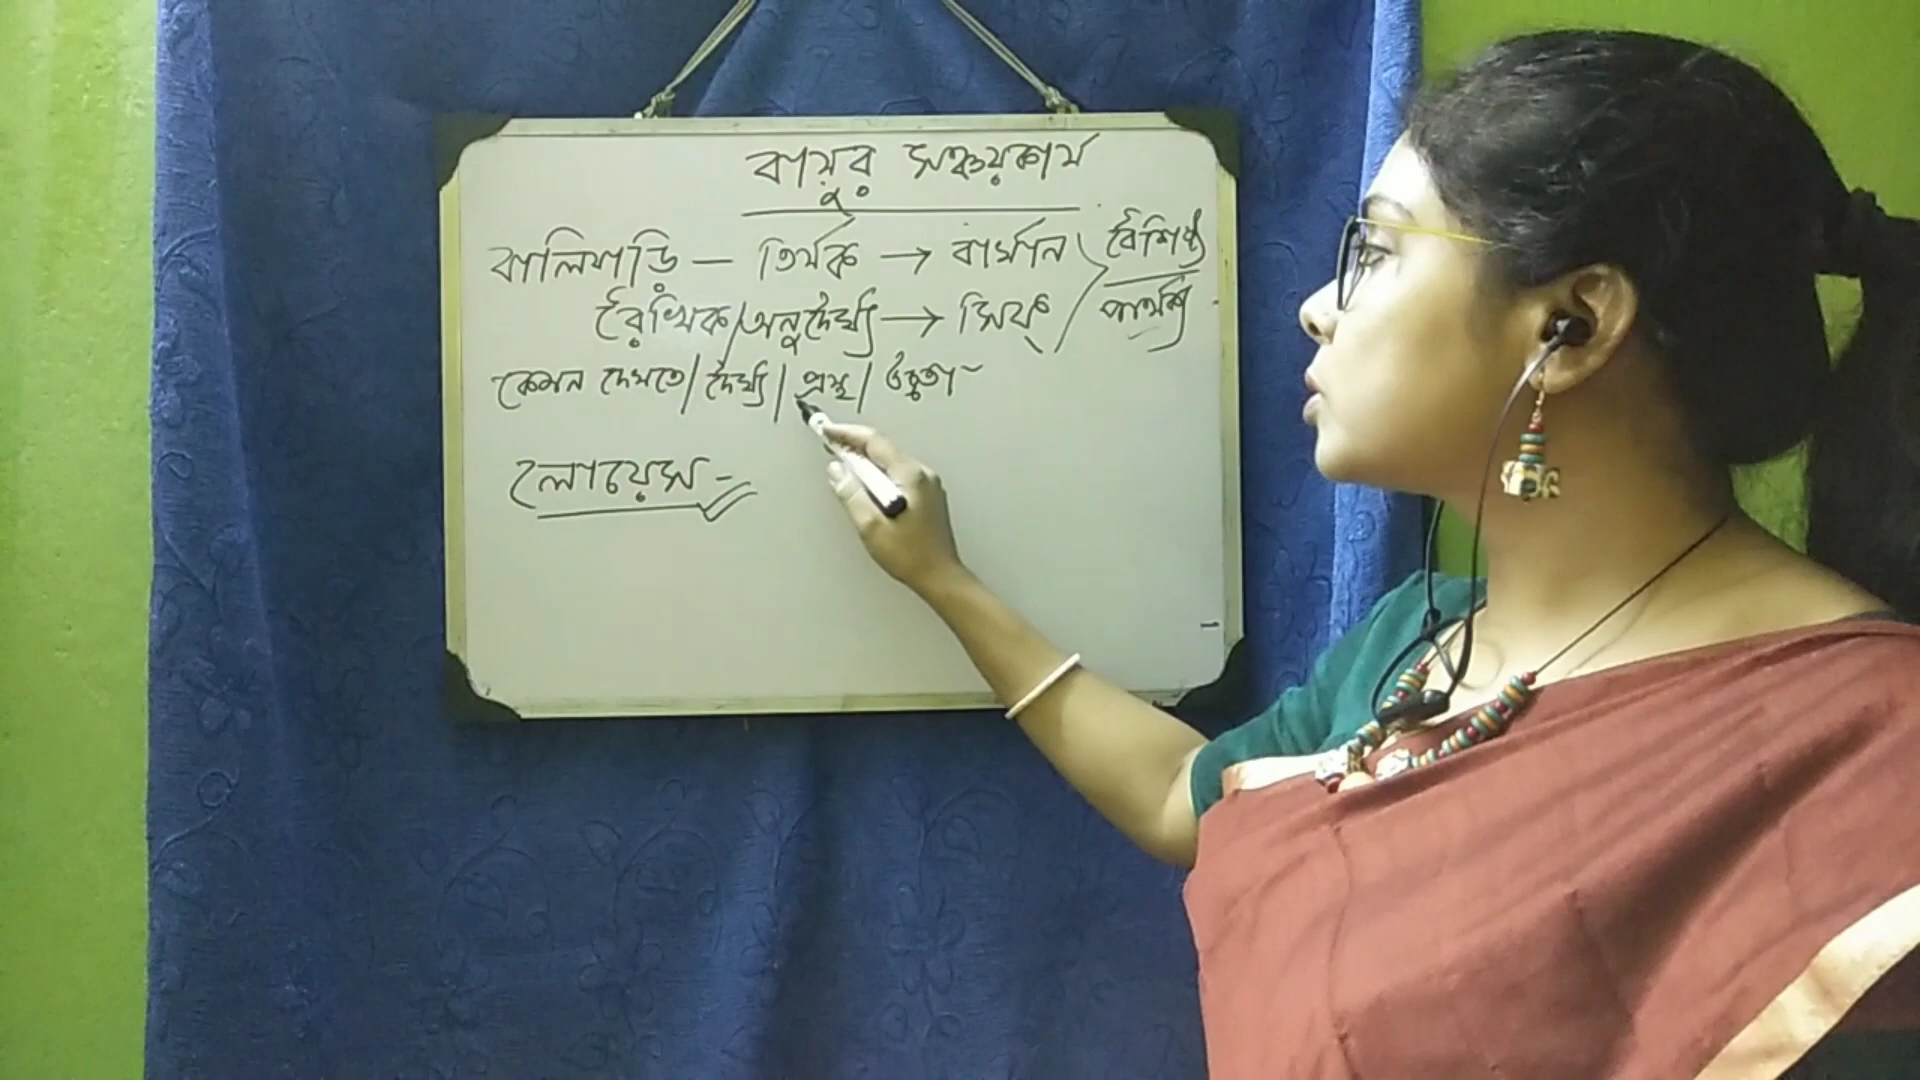 বায়ুর সঞ্চয়কার্য
বালিয়াড়ি — তির্যক → বার্খান
বৈশিষ্ট্য
রৈখিক/অনুদৈর্ঘ্য → সিফ্
পার্থক্য
কেমন দেখতে/দৈর্ঘ্য/প্রস্থ/উচ্চতা -
লোয়েস -